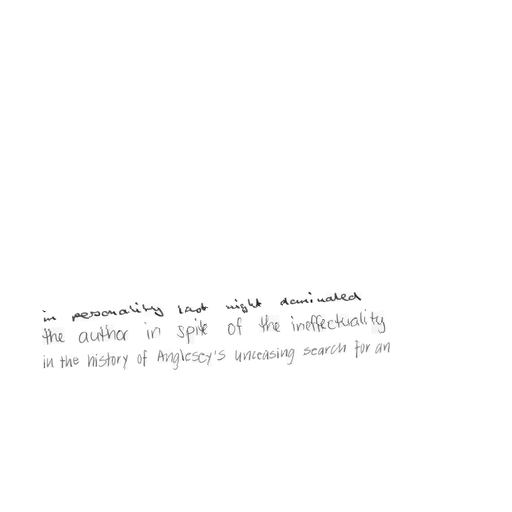 in personality last night dominated
the author in spite of the ineffectuality
in the history of Anglesey's unceasing search for an